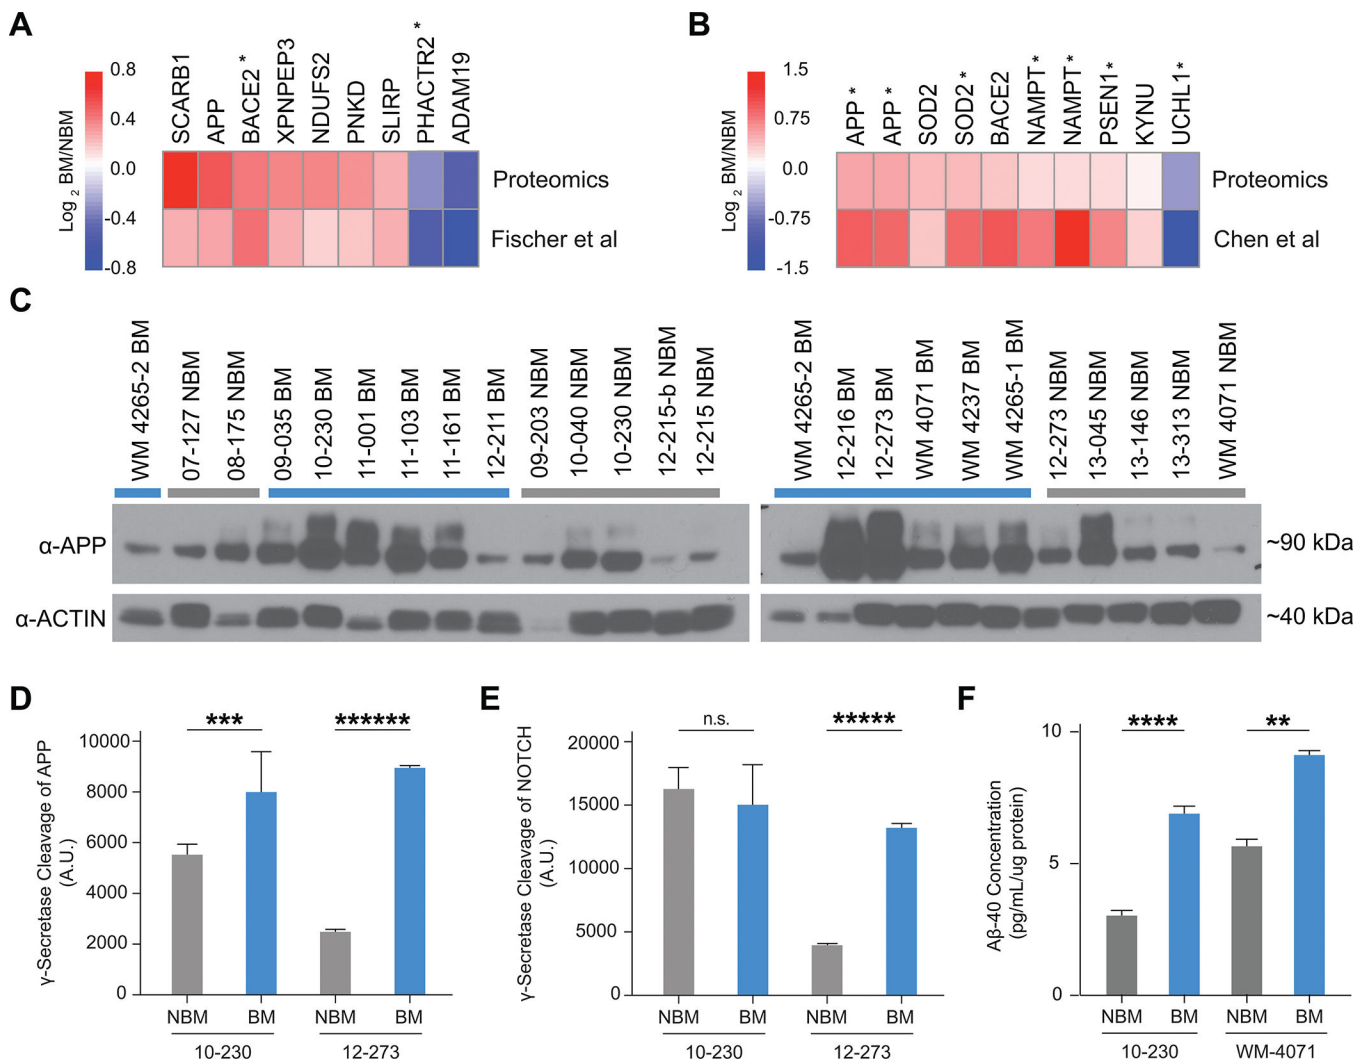 A
Log 2 BM/NBM
0.8
0.4
0.0
-0.4
-0.8
SCARB1
APP
BACE2 *
XPNPEP3
NDUFS2
PNKD
SLIRP
PHACTR2 *
ADAM19
Proteomics
Fischer et al
B
Log 2 BM/NBM
1.5
0.75
0.0
-0.75
-1.5
APP *
APP *
SOD2
SOD2 *
BACE2
NAMPT *
NAMPT *
PSEN1 *
KYNU
UCHL1 *
Proteomics
Chen et al
C
WM 4265-2 BM
07-127 NBM
08-175 NBM
09-035 BM
10-230 BM
11-001 BM
11-103 BM
11-161 BM
12-211 BM
09-203 NBM
10-040 NBM
10-230 NBM
12-215-b NBM
12-215 NBM
WM 4265-2 BM
12-216 BM
12-273 BM
WM 4071 BM
WM 4237 BM
WM 4265-1 BM
12-273 NBM
13-045 NBM
13-146 NBM
13-313 NBM
WM 4071 NBM
α-APP
~90 kDa
α-ACTIN
~40 kDa
D
γ-Secretase Cleavage of APP
(A.U.)
10000
8000
6000
4000
2000
0
***
******
NBM BM NBM BM
10-230 12-273
E
γ-Secretase Cleavage of NOTCH
(A.U.)
20000
15000
10000
5000
0
n.s.
*****
NBM BM NBM BM
10-230 12-273
F
Aβ-40 Concentration
(pg/mL/ug protein)
10
5
0
****
**
NBM BM NBM BM
10-230 WM-4071